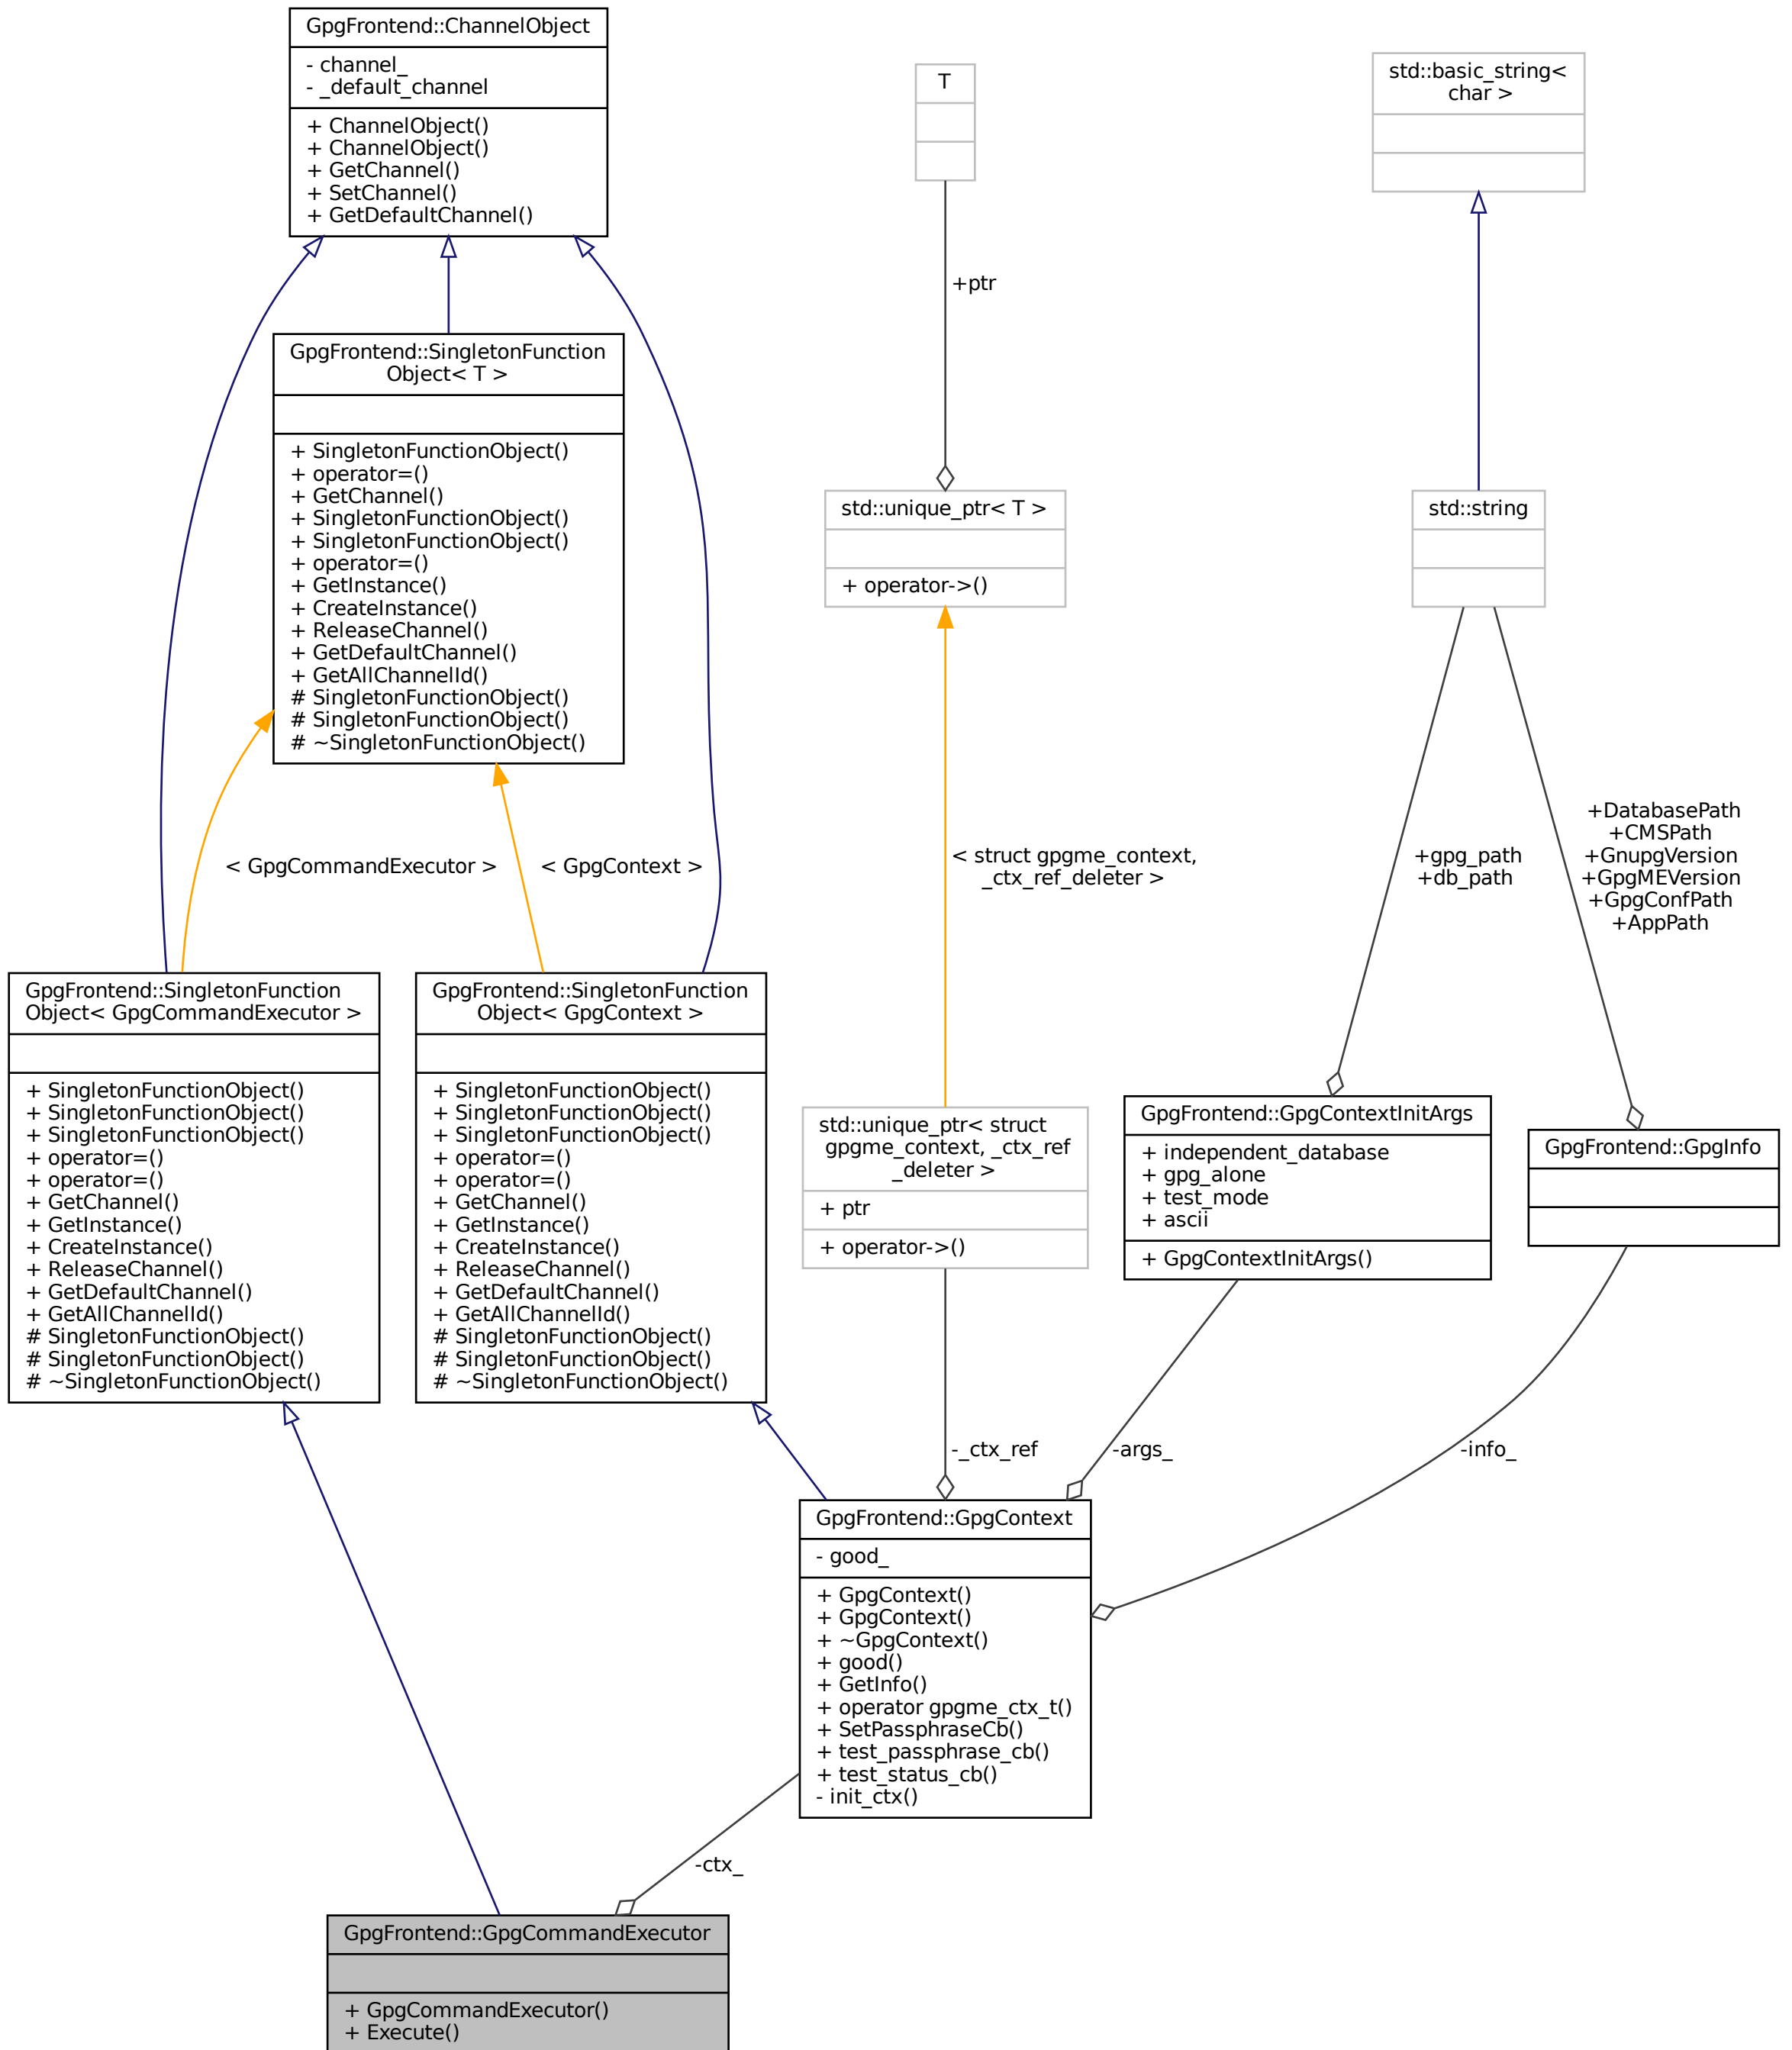 GpgFrontend::ChannelObject
- channel_
- _default_channel
+ ChannelObject()
+ ChannelObject()
+ GetChannel()
+ SetChannel()
+ GetDefaultChannel()
T
std::basic_string<
char >
+ptr
GpgFrontend::SingletonFunction
Object< T >
+ SingletonFunctionObject()
+ operator=()
+ GetChannel()
+ SingletonFunctionObject()
+ SingletonFunctionObject()
+ operator=()
+ GetInstance()
+ CreateInstance()
+ ReleaseChannel()
+ GetDefaultChannel()
+ GetAllChannelId()
# SingletonFunctionObject()
# SingletonFunctionObject()
# ~SingletonFunctionObject()
std::unique_ptr< T >
+ operator->()
std::string
< GpgCommandExecutor >
< GpgContext >
< struct gpgme_context,
_ctx_ref_deleter >
+gpg_path
+db_path
+DatabasePath
+CMSPath
+GnupgVersion
+GpgMEVersion
+GpgConfPath
+AppPath
GpgFrontend::SingletonFunction
Object< GpgCommandExecutor >
+ SingletonFunctionObject()
+ SingletonFunctionObject()
+ SingletonFunctionObject()
+ operator=()
+ operator=()
+ GetChannel()
+ GetInstance()
+ CreateInstance()
+ ReleaseChannel()
+ GetDefaultChannel()
+ GetAllChannelId()
# SingletonFunctionObject()
# SingletonFunctionObject()
# ~SingletonFunctionObject()
GpgFrontend::SingletonFunction
Object< GpgContext >
+ SingletonFunctionObject()
+ SingletonFunctionObject()
+ SingletonFunctionObject()
+ operator=()
+ operator=()
+ GetChannel()
+ GetInstance()
+ CreateInstance()
+ ReleaseChannel()
+ GetDefaultChannel()
+ GetAllChannelId()
# SingletonFunctionObject()
# SingletonFunctionObject()
# ~SingletonFunctionObject()
std::unique_ptr< struct
gpgme_context, _ctx_ref
_deleter >
+ ptr
+ operator->()
GpgFrontend::GpgContextInitArgs
+ independent_database
+ gpg_alone
+ test_mode
+ ascii
+ GpgContextInitArgs()
GpgFrontend::GpgInfo
-_ctx_ref
-args_
-info_
GpgFrontend::GpgContext
- good_
+ GpgContext()
+ GpgContext()
+ ~GpgContext()
+ good()
+ GetInfo()
+ operator gpgme_ctx_t()
+ SetPassphraseCb()
+ test_passphrase_cb()
+ test_status_cb()
- init_ctx()
-ctx_
GpgFrontend::GpgCommandExecutor
+ GpgCommandExecutor()
+ Execute()